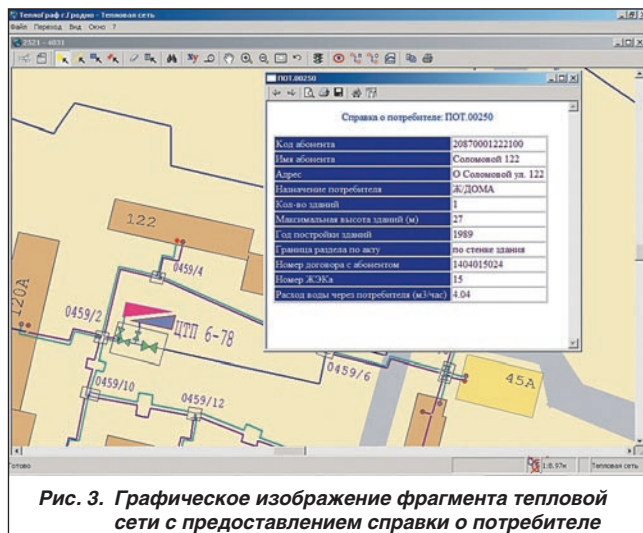 ТеплоГраф г.Гродно - Тепловая сеть
Файл Переход Вид Окно ?
2521 - 4031
ПОТ.00250
Справка о потребителе: ПОТ.00250
Код абонента 20870001222100
Имя абонента Соломовой 122
Адрес О Соломовой ул. 122
Назначение потребителя Ж/ДОМА
Кол-во зданий 1
Максимальная высота зданий (м) 27
Год постройки зданий 1989
Граница раздела по акту по стенке здания
Номер договора с абонентом 1404015024
Номер ЖЭКа 15
Расход воды через потребителя (м3/час) 4.04
122
0459/4
120А
0459/2
ЦТП 6-78
0459/6
45А
0459/10
0459/12
Готово
1:8.97м
Тепловая сеть
Рис. 3. Графическое изображение фрагмента тепловой
сети с предоставлением справки о потребителе